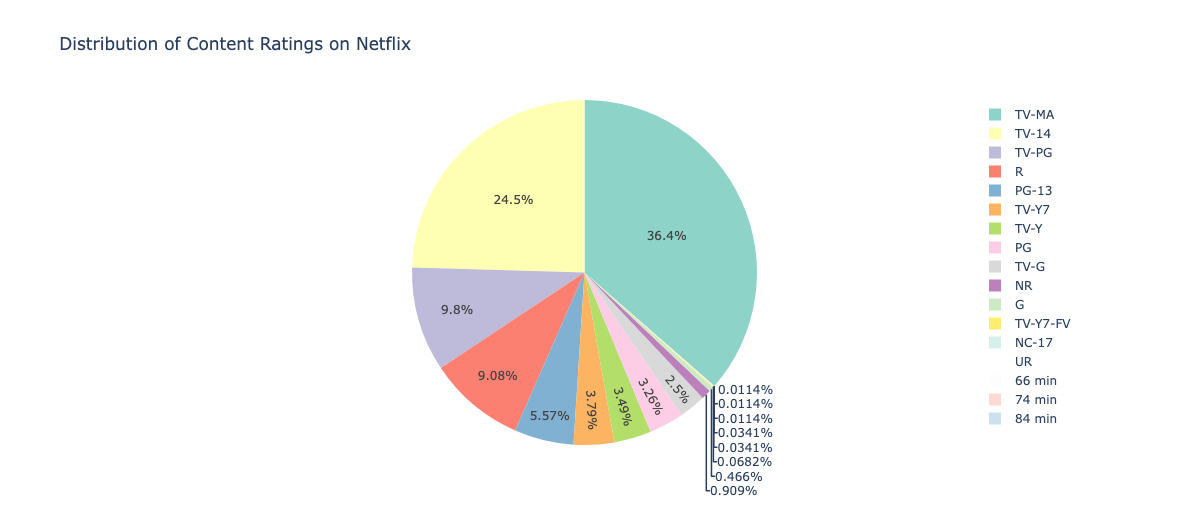 Distribution of Content Ratings on Netflix
TV-MA
TV-14
TV-PG
R
PG-13
TV-Y7
TV-Y
PG
TV-G
NR
G
TV-Y7-FV
NC-17
UR
66 min
74 min
84 min
24.5%
36.4%
9.8%
9.08%
5.57%
3.79%
3.49%
3.26%
2.5%
0.0114%
0.0114%
0.0114%
0.0341%
0.0341%
0.0682%
0.466%
0.909%